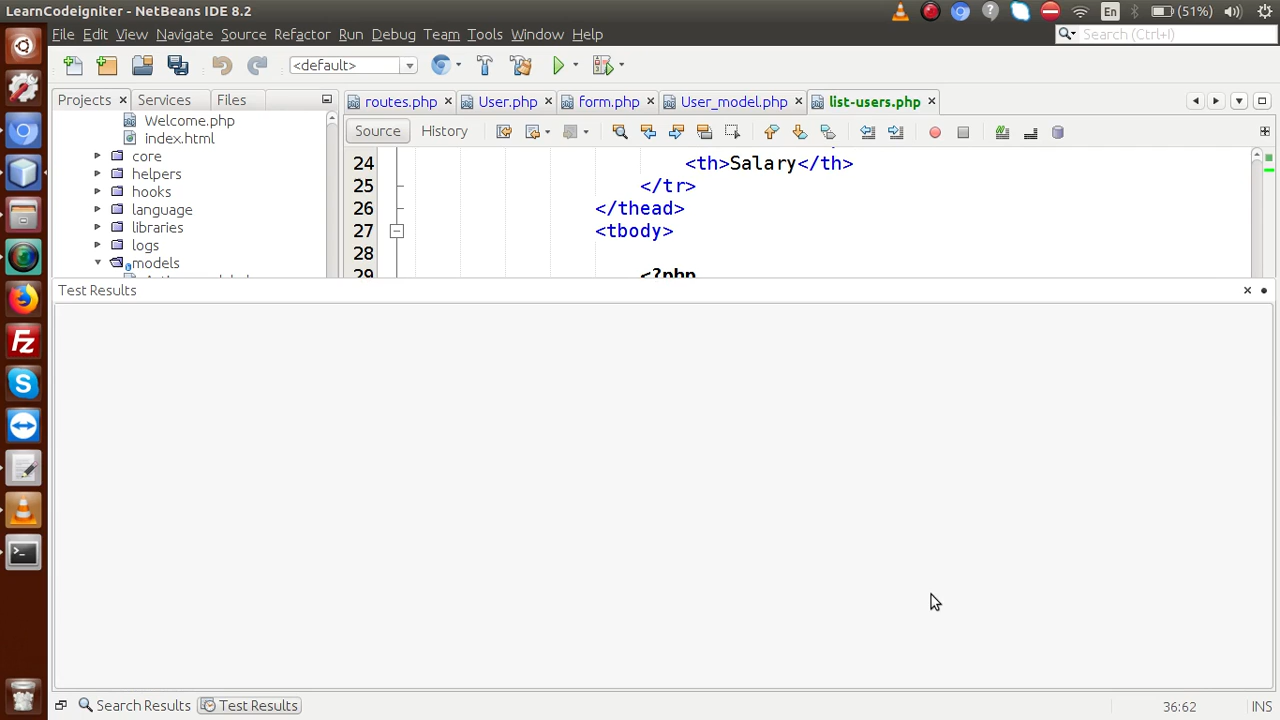 LearnCodeigniter - NetBeans IDE 8.2
En
(51%)
File Edit View Navigate Source Refactor Run Debug Team Tools Window Help
Search (Ctrl+I)
<default>
Projects Services Files
routes.php User.php form.php User_model.php list-users.php
Source History
Welcome.php
index.html
core
helpers
hooks
language
libraries
logs
models
24 <th>Salary</th>
25 </tr>
26 </thead>
27 <tbody>
28
29 <?php
Test Results
Search Results Test Results
36:62 INS